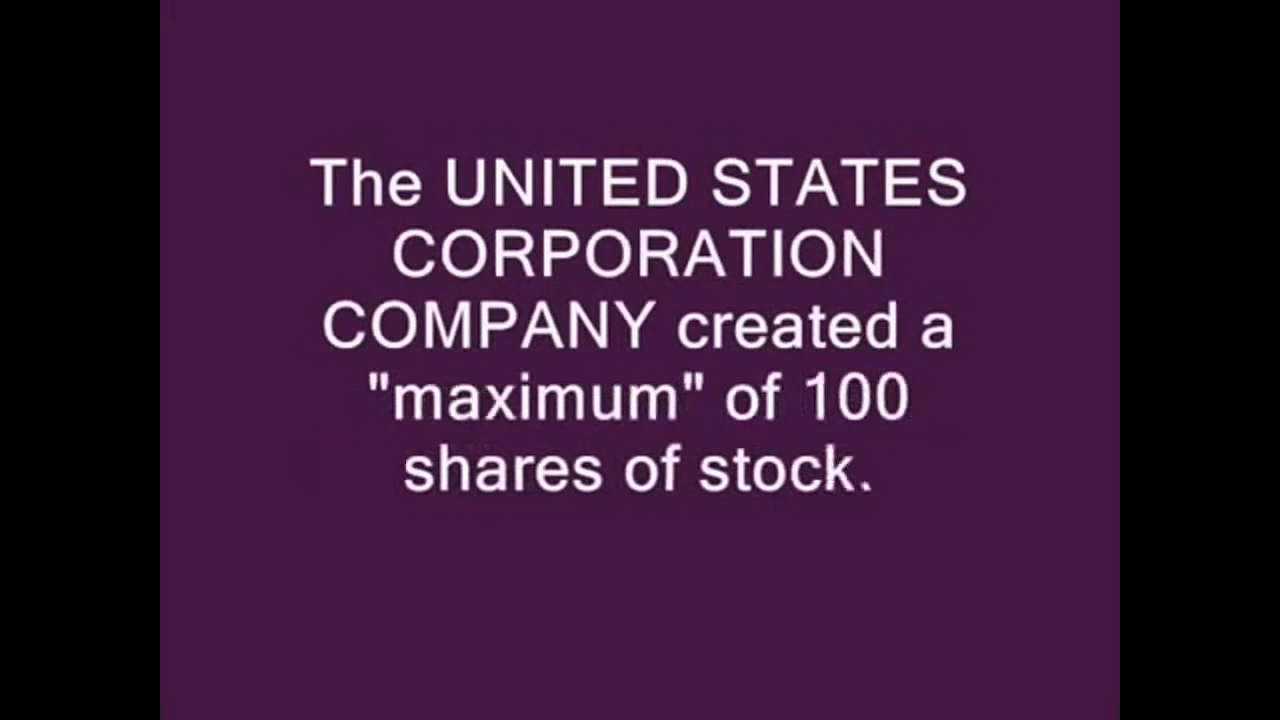 The UNITED STATES
CORPORATION
COMPANY created a
"maximum" of 100
shares of stock.